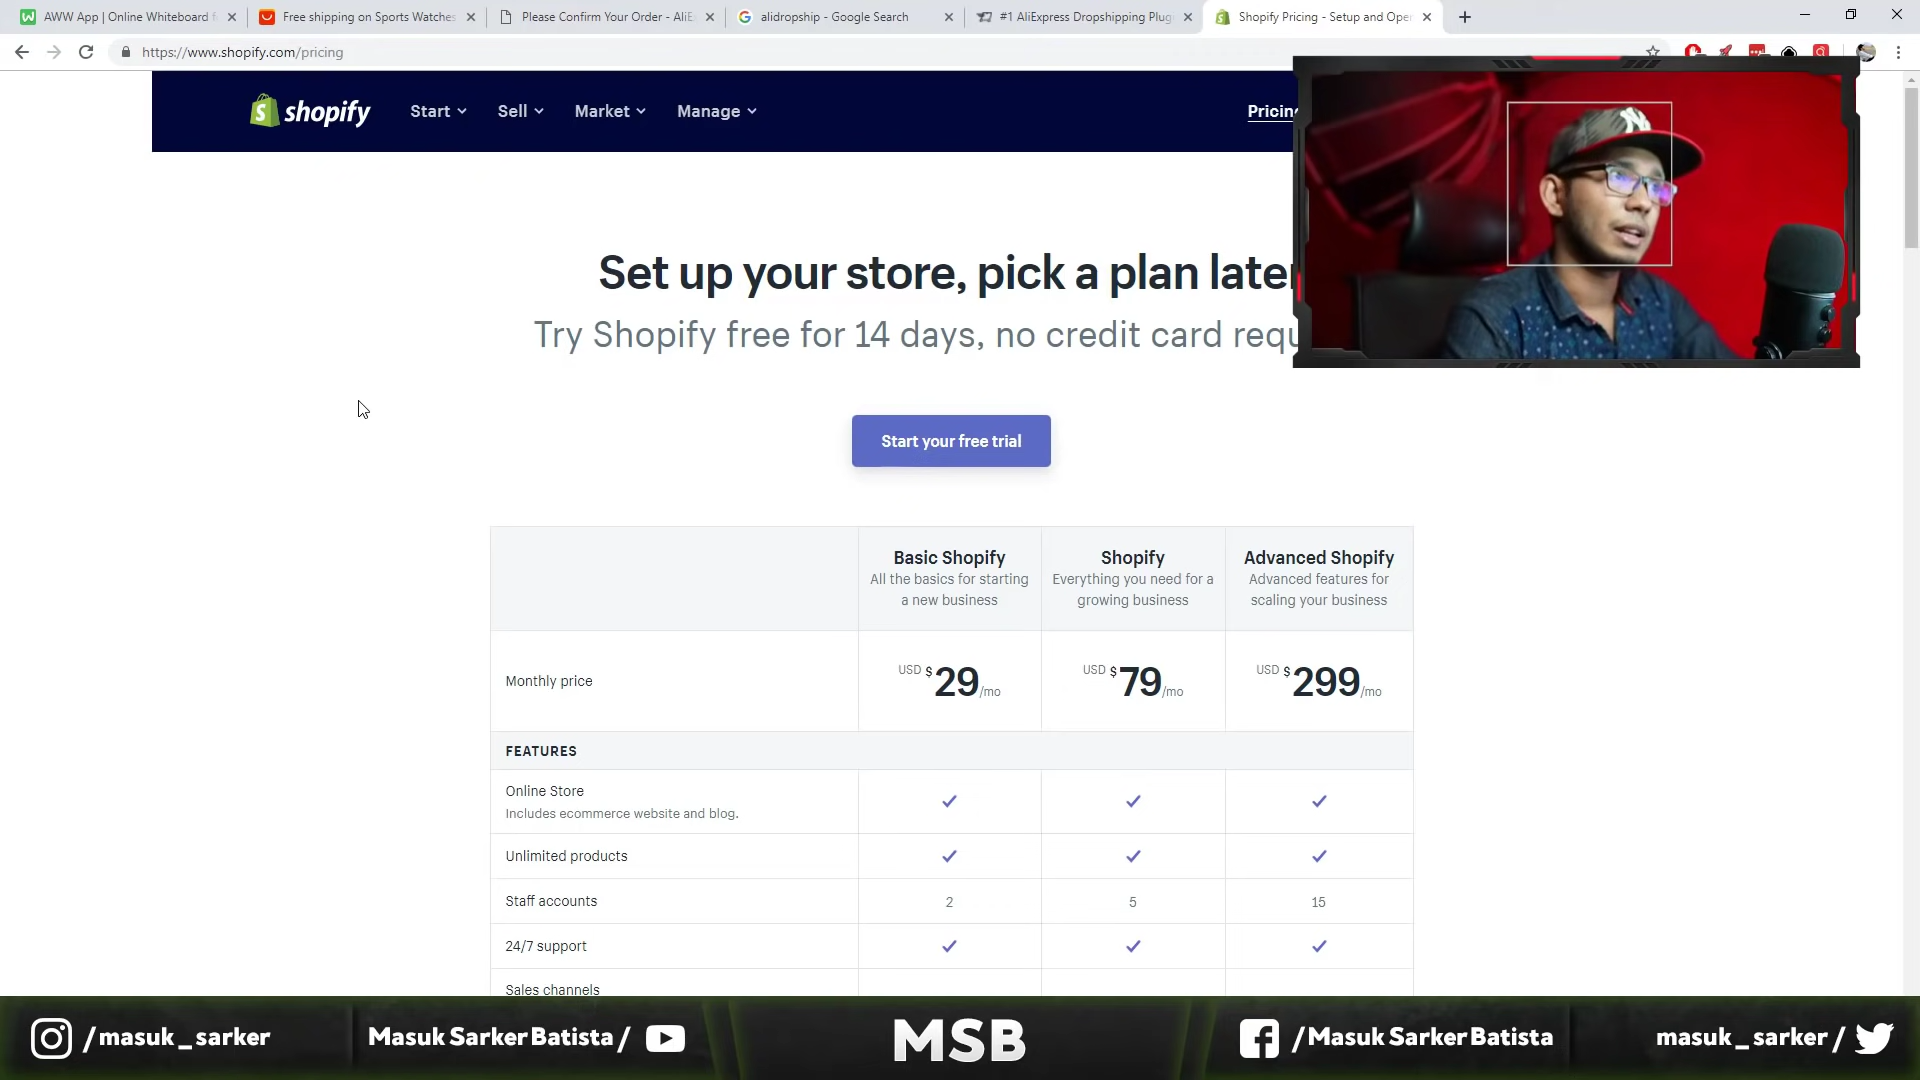 AWW App | Online Whiteboard f
Free shipping on Sports Watches
Please Confirm Your Order - AliE
alidropship - Google Search
#1 AliExpress Dropshipping Plug
Shopify Pricing - Setup and Ope
https://www.shopify.com/pricing
shopify
Start
Sell
Market
Manage
Pricing
Set up your store, pick a plan later
Try Shopify free for 14 days, no credit card requ
Start your free trial
Basic Shopify
All the basics for starting
a new business
Shopify
Everything you need for a
growing business
Advanced Shopify
Advanced features for
scaling your business
Monthly price
USD $29/mo
USD $79/mo
USD $299/mo
FEATURES
Online Store
Includes ecommerce website and blog.
Unlimited products
Staff accounts
2
5
15
24/7 support
Sales channels
/masuk_sarker
Masuk Sarker Batista /
MSB
/Masuk Sarker Batista
masuk_sarker /